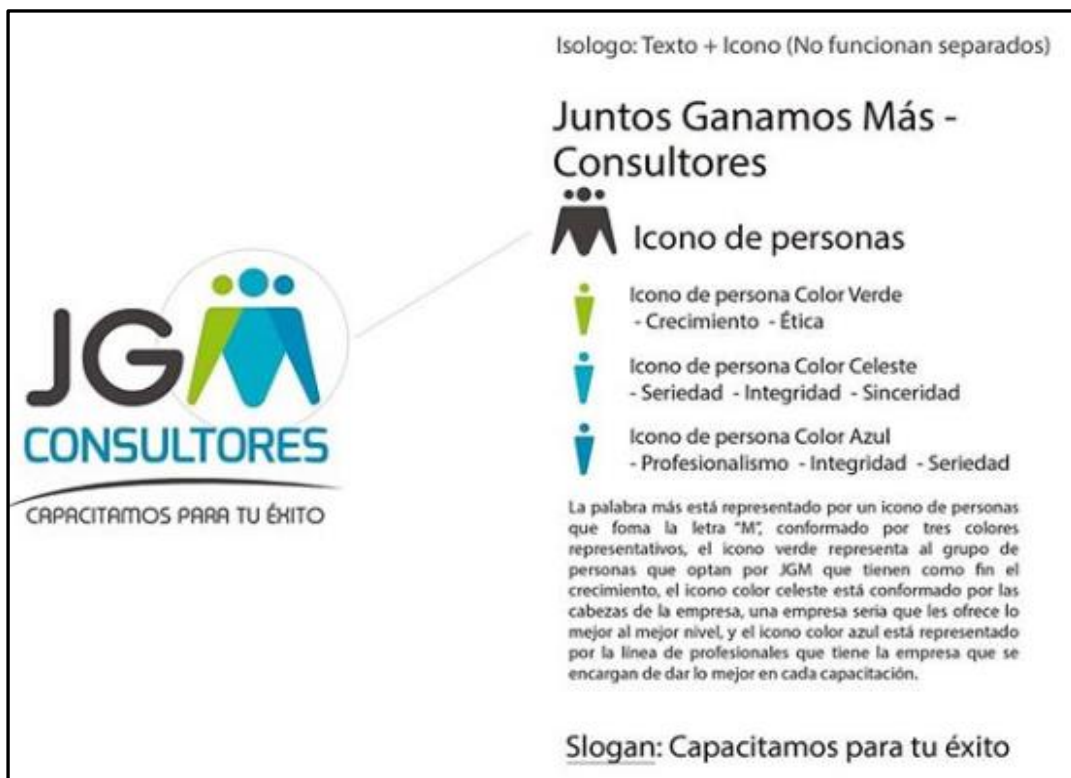 JGM
CONSULTORES
CAPACITAMOS PARA TU ÉXITO
Isologo: Texto + Icono (No funcionan separados)
Juntos Ganamos Más -
Consultores
Icono de personas
Icono de persona Color Verde
- Crecimiento - Ética
Icono de persona Color Celeste
- Seriedad - Integridad - Sinceridad
Icono de persona Color Azul
- Profesionalismo - Integridad - Seriedad
La palabra más está representado por un icono de personas
que foma la letra "M", conformado por tres colores
representativos, el icono verde representa al grupo de
personas que optan por JGM que tienen como fin el
crecimiento, el icono color celeste está conformado por las
cabezas de la empresa, una empresa seria que les ofrece lo
mejor al mejor nivel, y el icono color azul está representado
por la línea de profesionales que tiene la empresa que se
encargan de dar lo mejor en cada capacitación.
Slogan: Capacitamos para tu éxito